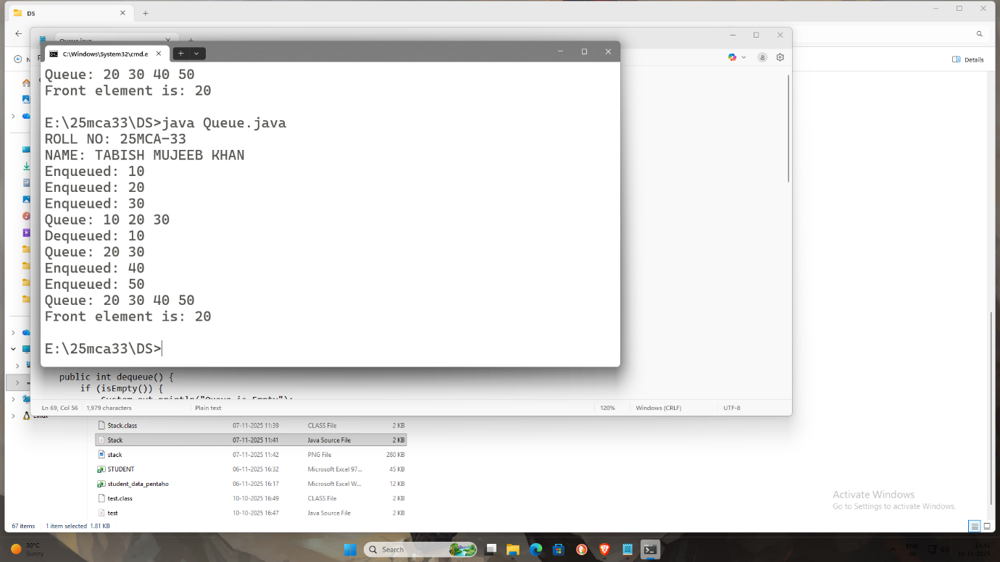 DS
Queue.java
C:\Windows\System32\cmd.e
Details
Queue: 20 30 40 50
Front element is: 20
E:\25mca33\DS>java Queue.java
ROLL NO: 25MCA-33
NAME: TABISH MUJEEB KHAN
Enqueued: 10
Enqueued: 20
Enqueued: 30
Queue: 10 20 30
Dequeued: 10
Queue: 20 30
Enqueued: 40
Enqueued: 50
Queue: 20 30 40 50
Front element is: 20
E:\25mca33\DS>
public int dequeue() {
if (isEmpty()) {
System.out.println("Queue is Empty");
Ln 69, Col 56 1,979 characters Plain text 120% Windows (CRLF) UTF-8
Linux
Stack.class 07-11-2025 11:39 CLASS File 2 KB
Stack 07-11-2025 11:41 Java Source File 2 KB
stack 07-11-2025 11:42 PNG File 280 KB
STUDENT 06-11-2025 16:32 Microsoft Excel 97... 45 KB
student_data_pentaho 06-11-2025 16:17 Microsoft Excel W... 12 KB
test.class 10-10-2025 16:49 CLASS File 2 KB
test 10-10-2025 16:47 Java Source File 2 KB
Activate Windows
Go to Settings to activate Windows.
67 items 1 item selected 1.81 KB
30°C
Sunny
Search
ENG
IN
14:41
20-11-2025